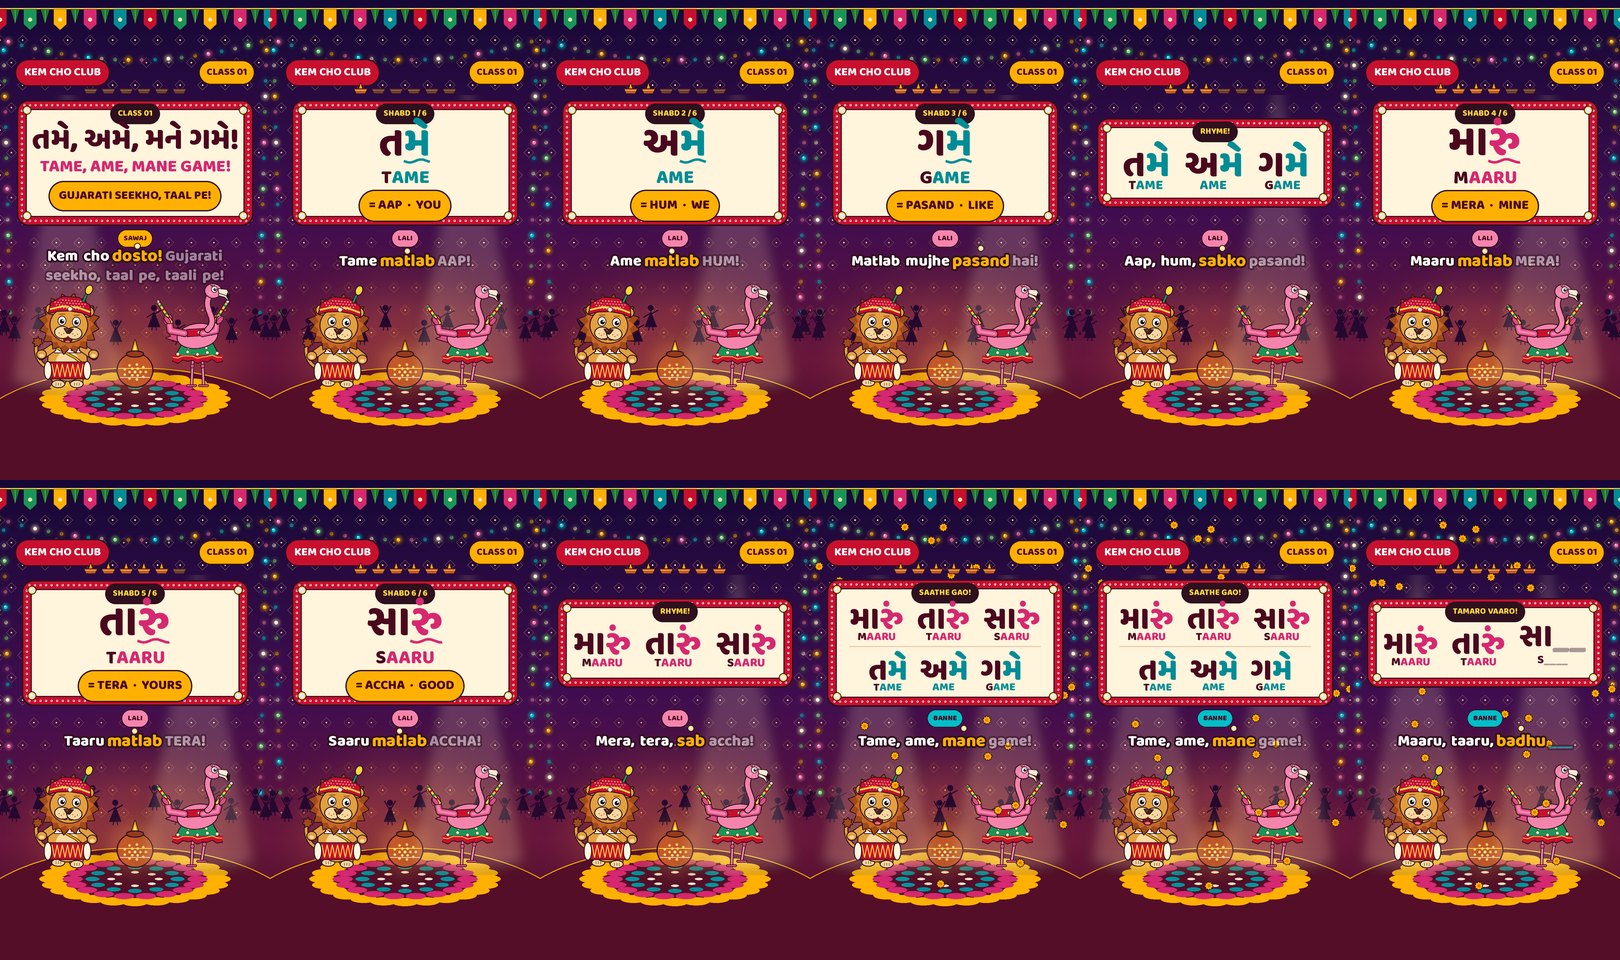 KEM CHO CLUB
CLASS 01
CLASS 01
તમે, અમે, મને ગમે!
TAME, AME, MANE GAME!
GUJARATI SEEKHO, TAAL PE!
SAWAJ
Kem cho dosto! Gujarati
seekho, taal pe, taali pe!
KEM CHO CLUB
CLASS 01
SHABD 1 / 6
તમે
TAME
= AAP · YOU
LALI
Tame matlab AAP!
KEM CHO CLUB
CLASS 01
SHABD 2 / 6
અમે
AME
= HUM · WE
LALI
Ame matlab HUM!
KEM CHO CLUB
CLASS 01
SHABD 3 / 6
ગમે
GAME
= PASAND · LIKE
LALI
Matlab mujhe pasand hai!
KEM CHO CLUB
CLASS 01
RHYME!
તમે અમે ગમે
TAME AME GAME
LALI
Aap, hum, sabko pasand!
KEM CHO CLUB
CLASS 01
SHABD 4 / 6
મારું
MAARU
= MERA · MINE
LALI
Maaru matlab MERA!
KEM CHO CLUB
CLASS 01
SHABD 5 / 6
તારું
TAARU
= TERA · YOURS
LALI
Taaru matlab TERA!
KEM CHO CLUB
CLASS 01
SHABD 6 / 6
સારું
SAARU
= ACCHA · GOOD
LALI
Saaru matlab ACCHA!
KEM CHO CLUB
CLASS 01
RHYME!
મારું તારું સારું
MAARU TAARU SAARU
LALI
Mera, tera, sab accha!
KEM CHO CLUB
CLASS 01
SAATHE GAO!
મારું તારું સારું
MAARU TAARU SAARU
તમે અમે ગમે
TAME AME GAME
BANNE
Tame, ame, mane game!
KEM CHO CLUB
CLASS 01
SAATHE GAO!
મારું તારું સારું
MAARU TAARU SAARU
તમે અમે ગમે
TAME AME GAME
BANNE
Tame, ame, mane game!
KEM CHO CLUB
CLASS 01
TAMARO VAARO!
મારું તારું સા__
MAARU TAARU S____
BANNE
Maaru, taaru, badhu __